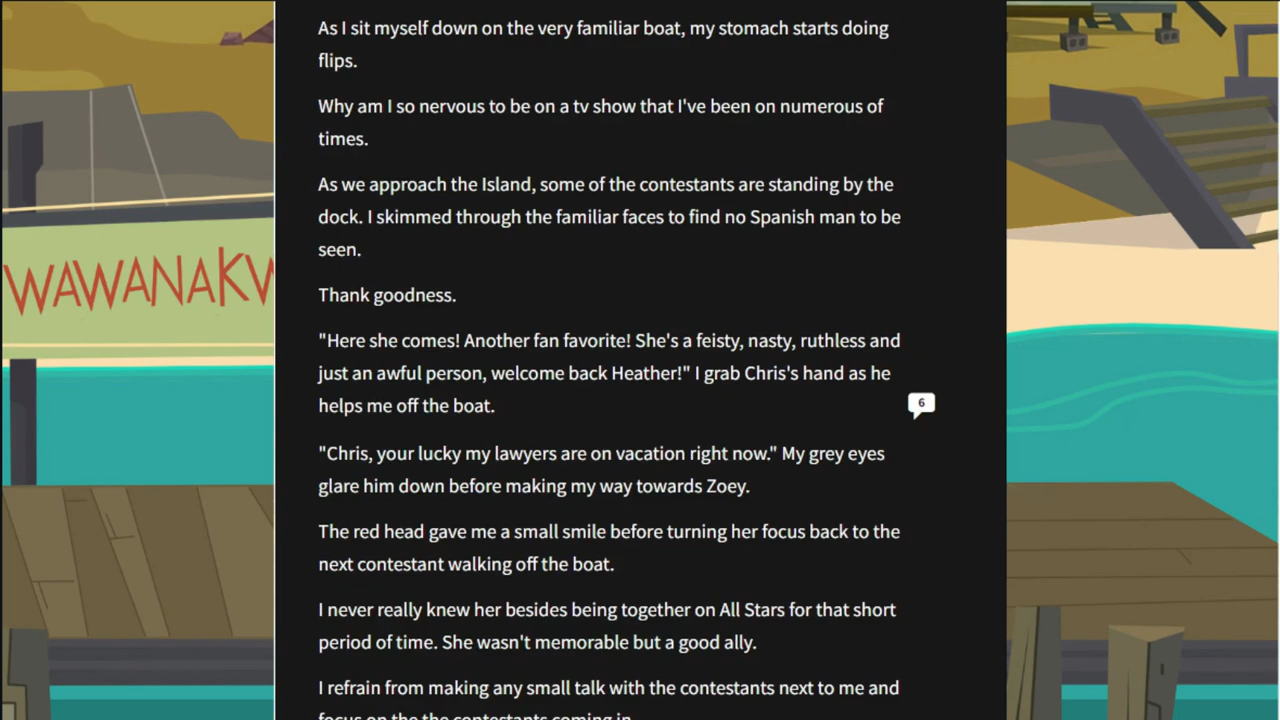 As I sit myself down on the very familiar boat, my stomach starts doing
flips.
Why am I so nervous to be on a tv show that I've been on numerous of
times.
As we approach the Island, some of the contestants are standing by the
dock. I skimmed through the familiar faces to find no Spanish man to be
seen.
Thank goodness.
"Here she comes! Another fan favorite! She's a feisty, nasty, ruthless and
just an awful person, welcome back Heather!" I grab Chris's hand as he
helps me off the boat.
6
"Chris, your lucky my lawyers are on vacation right now." My grey eyes
glare him down before making my way towards Zoey.
The red head gave me a small smile before turning her focus back to the
next contestant walking off the boat.
I never really knew her besides being together on All Stars for that short
period of time. She wasn't memorable but a good ally.
I refrain from making any small talk with the contestants next to me and
focus on the the contestants coming in.
WAWANAKW